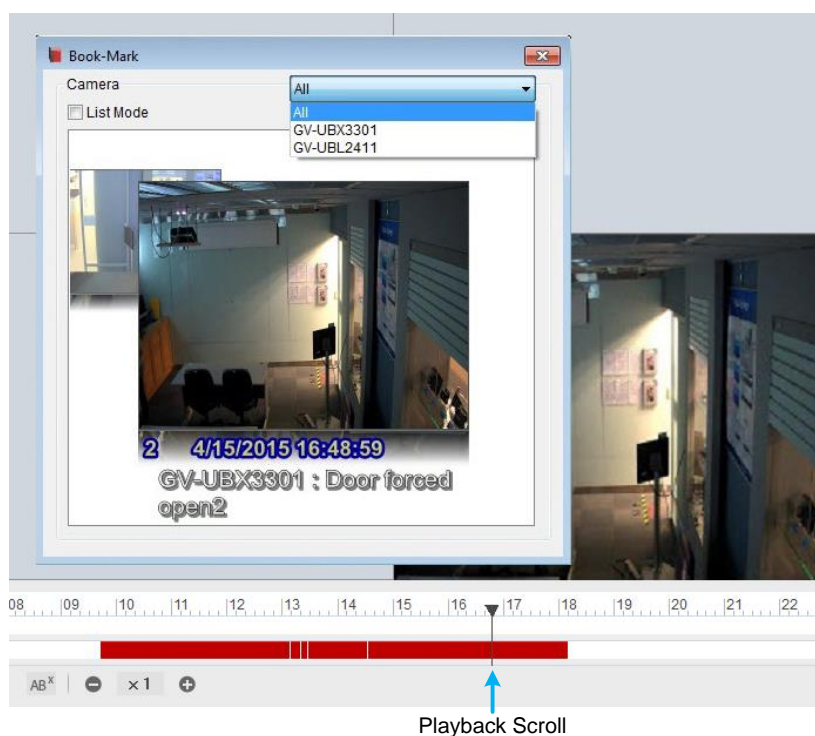 Book-Mark
Camera
All
List Mode
All
GV-UBX3301
GV-UBL2411
2 4/15/2015 16:48:59
GV-UBX3301 : Door forced
open2
08 09 10 11 12 13 14 15 16 17 18 19 20 21 22
ABX x1
Playback Scroll